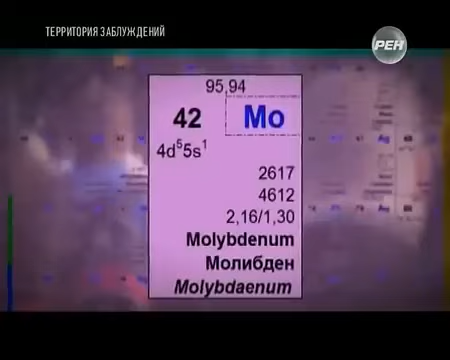 ТЕРРИТОРИЯ ЗАБЛУЖДЕНИЙ
РЕН
95,94
42
Mo
4d⁵5s¹
2617
4612
2,16/1,30
Molybdenum
Молибден
Molybdaenum